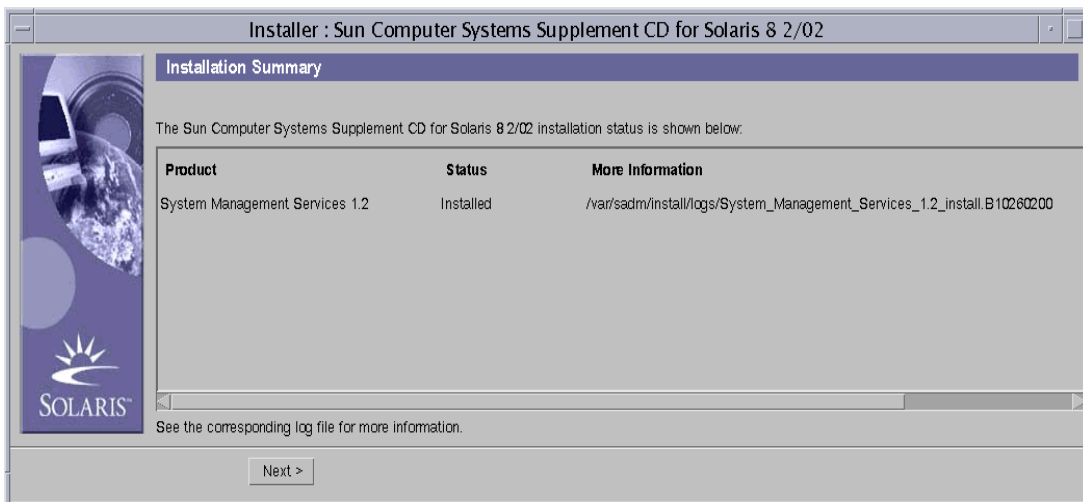 Installer : Sun Computer Systems Supplement CD for Solaris 8 2/02
Installation Summary
The Sun Computer Systems Supplement CD for Solaris 8 2/02 installation status is shown below:
Product Status More Information
System Management Services 1.2 Installed /var/sadm/install/logs/System_Management_Services_1.2_install.B10260200
SOLARIS™
See the corresponding log file for more information.
Next >